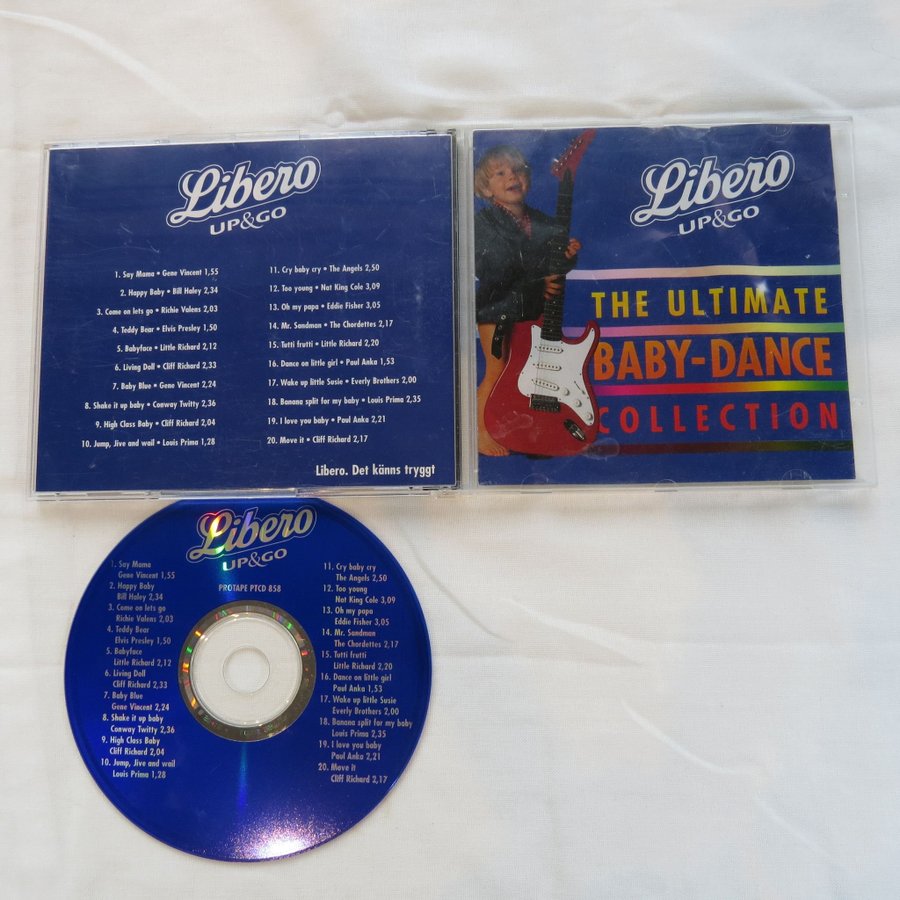 Libero
UP&GO
1. Say Mama • Gene Vincent 1,55
2. Happy Baby • Bill Haley 2,34
3. Come on lets go • Richie Valens 2,03
4. Teddy Bear • Elvis Presley 1,50
5. Babyface • Little Richard 2,12
6. Living Doll • Cliff Richard 2,33
7. Baby Blue • Gene Vincent 2,24
8. Shake it up baby • Conway Twitty 2,36
9. High Class Baby • Cliff Richard 2,04
10. Jump, Jive and wail • Louis Prima 1,28
11. Cry baby cry • The Angels 2,50
12. Too young • Nat King Cole 3,09
13. Oh my papa • Eddie Fisher 3,05
14. Mr. Sandman • The Chordettes 2,17
15. Tutti frutti • Little Richard 2,20
16. Dance on little girl • Paul Anka 1,53
17. Wake up little Susie • Everly Brothers 2,00
18. Banana split for my baby • Louis Prima 2,35
19. I love you baby • Paul Anka 2,21
20. Move it • Cliff Richard 2,17
Libero. Det känns tryggt
Libero
UP&GO
THE ULTIMATE
BABY-DANCE
COLLECTION
Libero
UP&GO
PROTAPE PTCD 858
1. Say Mama
Gene Vincent 1,55
2. Happy Baby
Bill Haley 2,34
3. Come on lets go
Richie Valens 2,03
4. Teddy Bear
Elvis Presley 1,50
5. Babyface
Little Richard 2,12
6. Living Doll
Cliff Richard 2,33
7. Baby Blue
Gene Vincent 2,24
8. Shake it up baby
Conway Twitty 2,36
9. High Class Baby
Cliff Richard 2,04
10. Jump, Jive and wail
Louis Prima 1,28
11. Cry baby cry
The Angels 2,50
12. Too young
Nat King Cole 3,09
13. Oh my papa
Eddie Fisher 3,05
14. Mr. Sandman
The Chordettes 2,17
15. Tutti frutti
Little Richard 2,20
16. Dance on little girl
Paul Anka 1,53
17. Wake up little Susie
Everly Brothers 2,00
18. Banana split for my baby
Louis Prima 2,35
19. I love you baby
Paul Anka 2,21
20. Move it
Cliff Richard 2,17